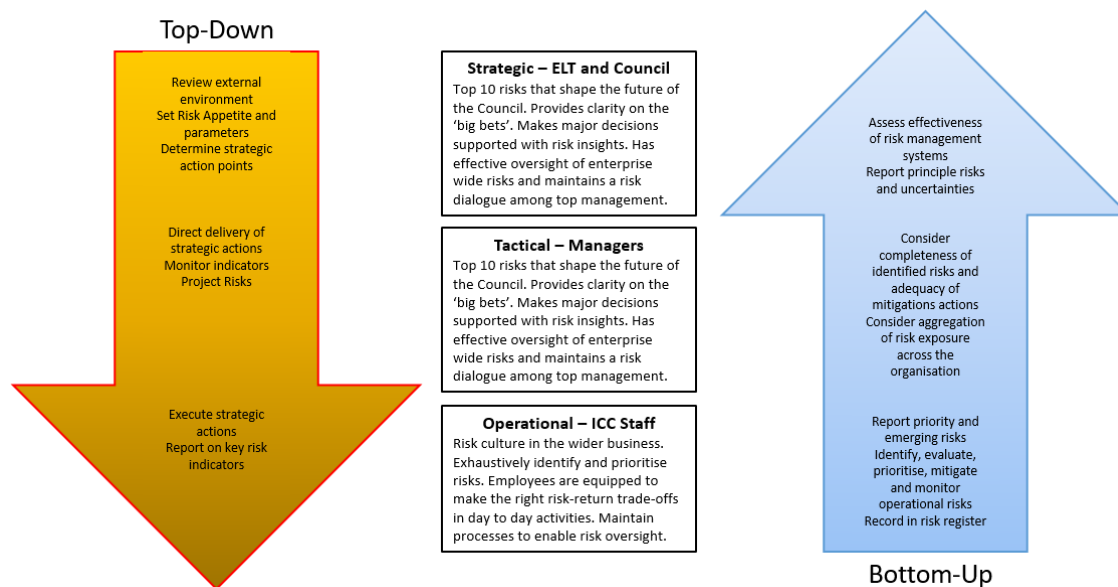 Top-Down
Review external
environment
Set Risk Appetite and
parameters
Determine strategic
action points
Direct delivery of
strategic actions
Monitor indicators
Project Risks
Execute strategic
actions
Report on key risk
indicators
Strategic – ELT and Council
Top 10 risks that shape the future of
the Council. Provides clarity on the
‘big bets’. Makes major decisions
supported with risk insights. Has
effective oversight of enterprise
wide risks and maintains a risk
dialogue among top management.
Tactical – Managers
Top 10 risks that shape the future of
the Council. Provides clarity on the
‘big bets’. Makes major decisions
supported with risk insights. Has
effective oversight of enterprise
wide risks and maintains a risk
dialogue among top management.
Operational – ICC Staff
Risk culture in the wider business.
Exhaustively identify and prioritise
risks. Employees are equipped to
make the right risk-return trade-offs
in day to day activities. Maintain
processes to enable risk oversight.
Assess effectiveness
of risk management
systems
Report principle risks
and uncertainties
Consider
completeness of
identified risks and
adequacy of
mitigations actions
Consider aggregation
of risk exposure
across the
organisation
Report priority and
emerging risks
Identify, evaluate,
prioritise, mitigate
and monitor
operational risks
Record in risk register
Bottom-Up